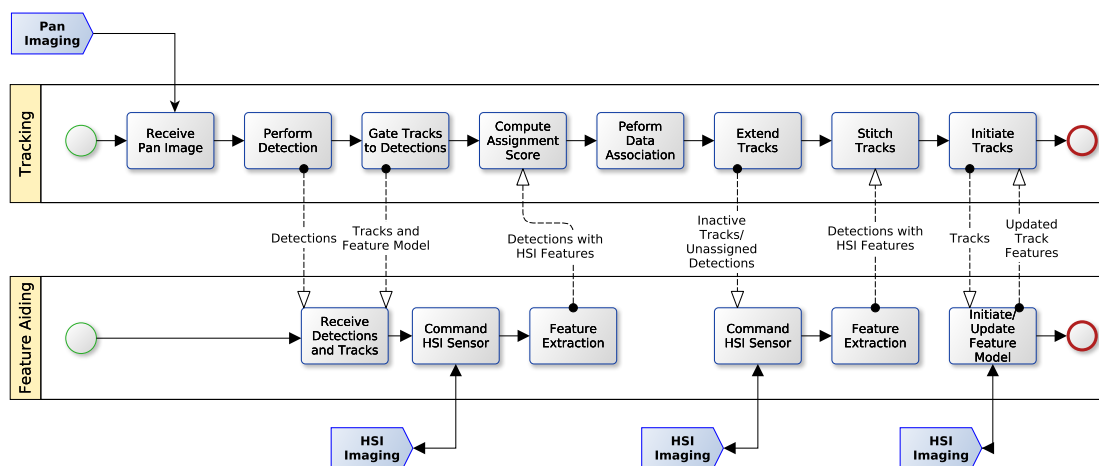 Pan
Imaging
Tracking
Receive
Pan Image
Perform
Detection
Gate Tracks
to Detections
Compute
Assignment
Score
Peform
Data
Association
Extend
Tracks
Stitch
Tracks
Initiate
Tracks
Detections
Tracks and
Feature Model
Detections with
HSI Features
Inactive
Tracks/
Unassigned
Detections
Detections with
HSI Features
Tracks
Updated
Track
Features
Feature Aiding
Receive
Detections
and Tracks
Command
HSI Sensor
Feature
Extraction
Command
HSI Sensor
Feature
Extraction
Initiate/
Update
Feature
Model
HSI
Imaging
HSI
Imaging
HSI
Imaging